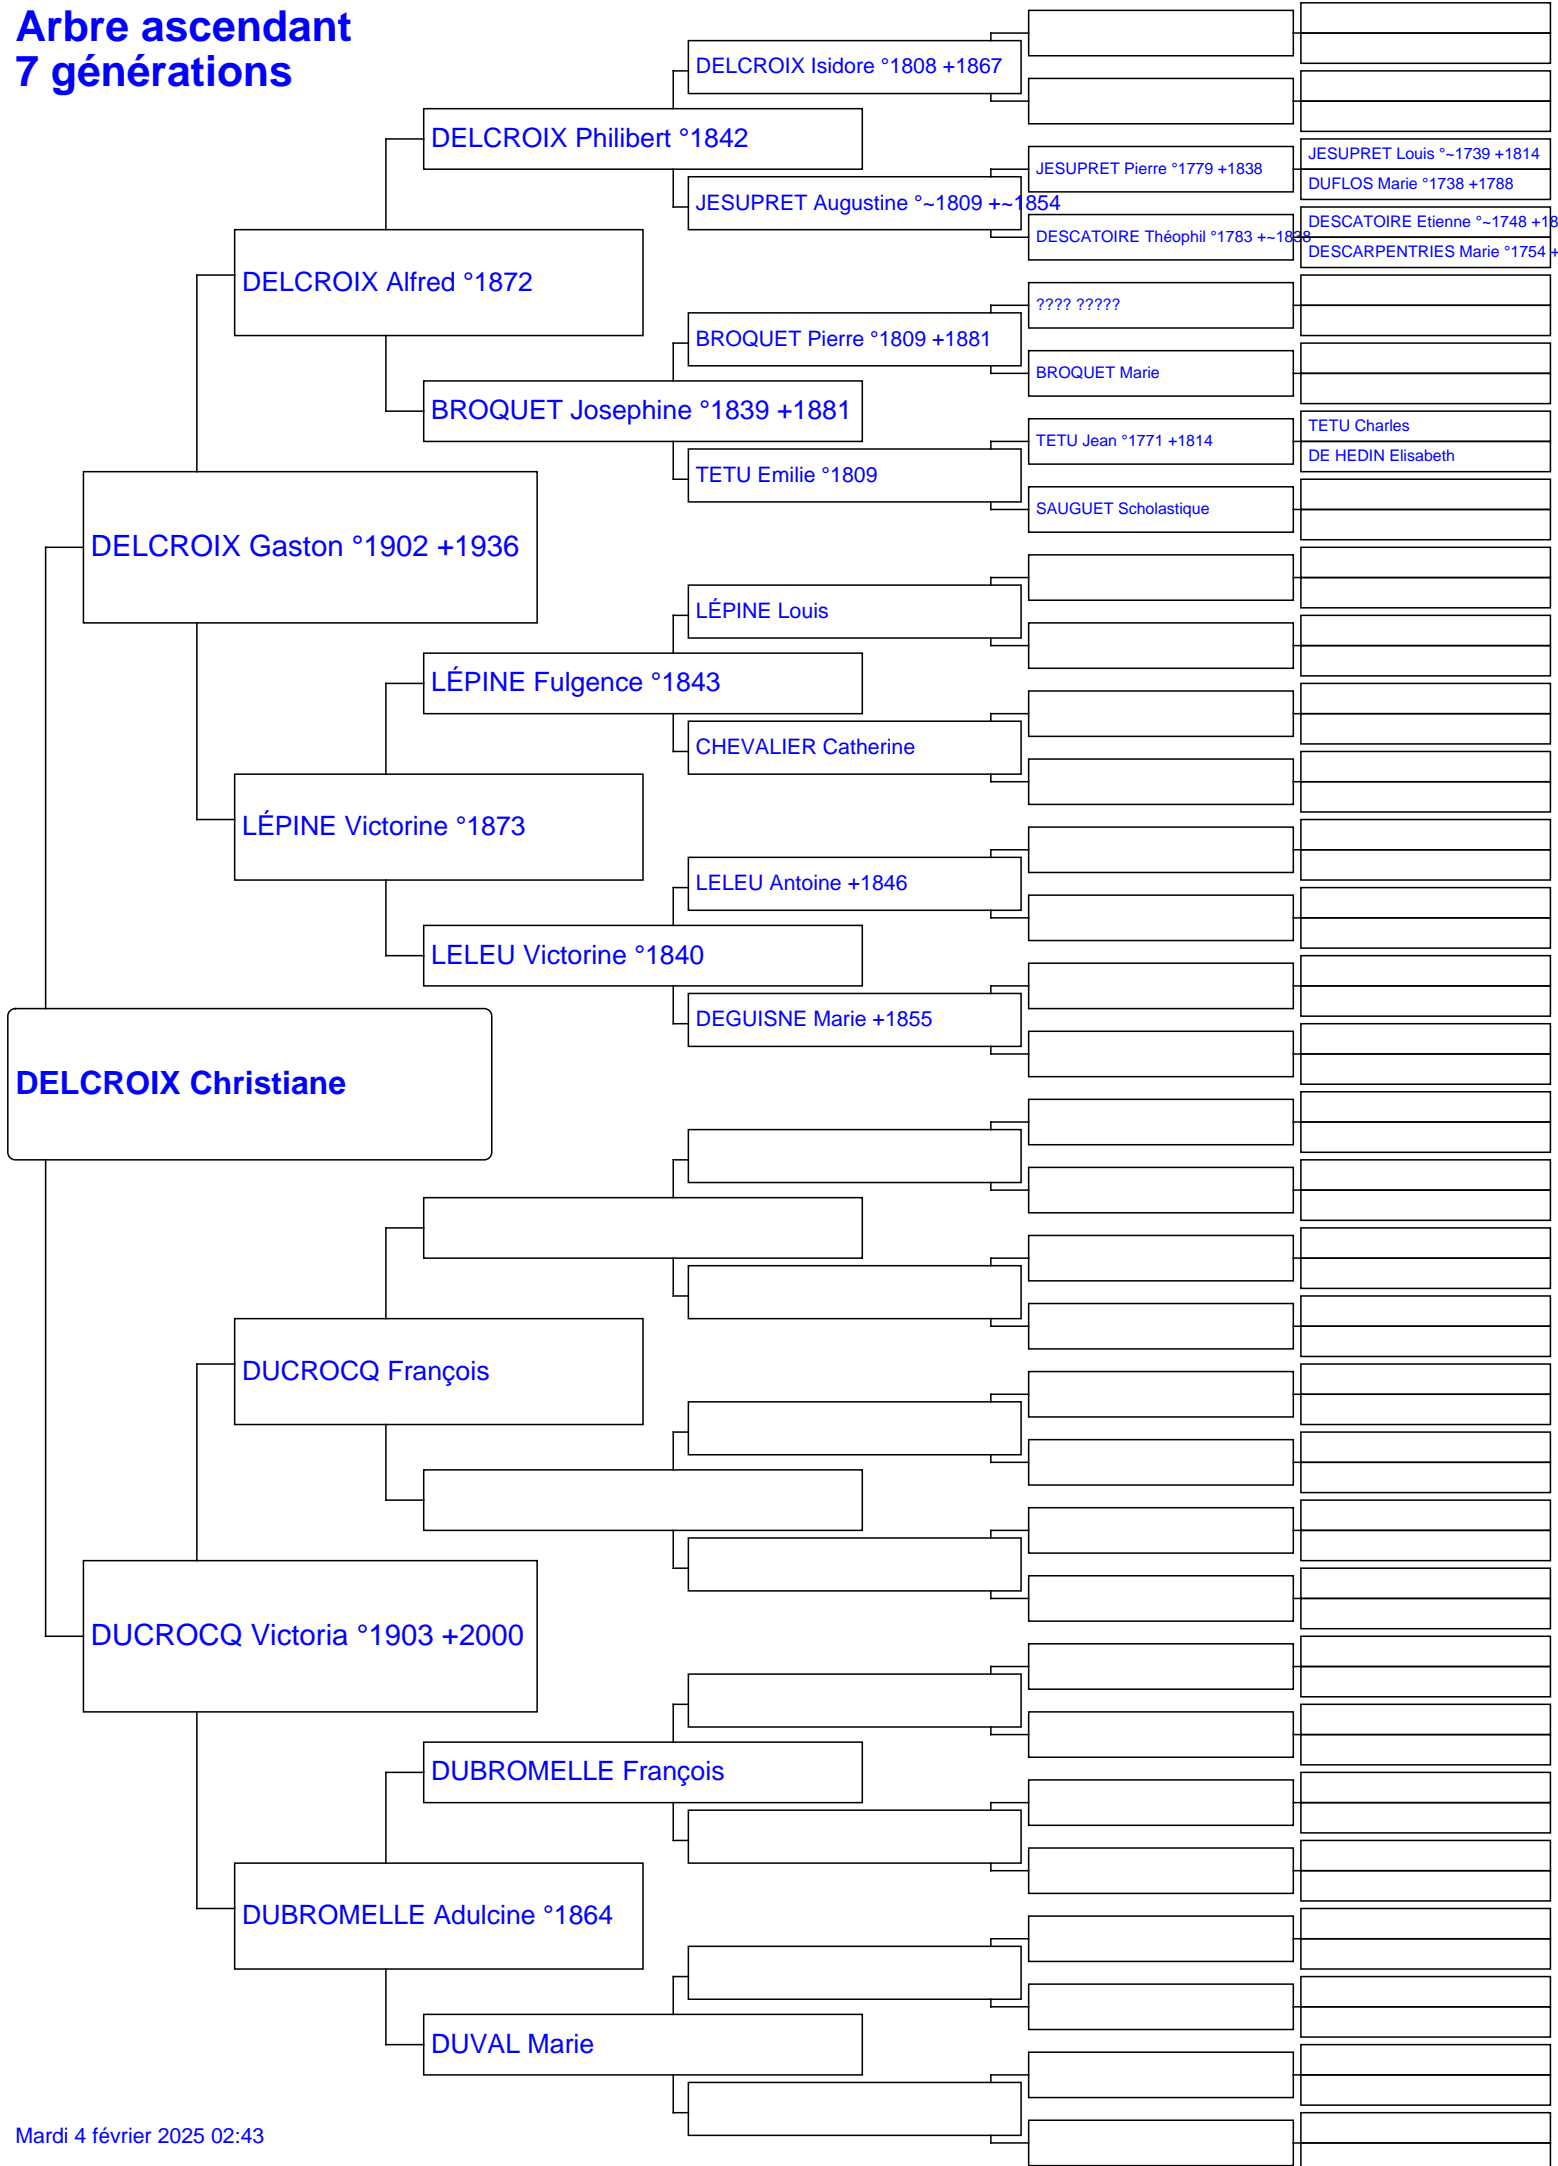 Arbre ascendant
7 générations
DELCROIX Isidore °1808 +1867
DELCROIX Philibert °1842
JESUPRET Louis °~1739 +1814
JESUPRET Pierre °1779 +1838
DUFLOS Marie °1738 +1788
JESUPRET Augustine °~1809 +~1854
DESCATOIRE Etienne °~1748 +18
DESCATOIRE Théophil °1783 +~1838
DESCARPENTRIES Marie °1754 +
DELCROIX Alfred °1872
???? ?????
BROQUET Pierre °1809 +1881
BROQUET Marie
BROQUET Josephine °1839 +1881
TETU Charles
TETU Jean °1771 +1814
DE HEDIN Elisabeth
TETU Emilie °1809
SAUGUET Scholastique
DELCROIX Gaston °1902 +1936
LÉPINE Louis
LÉPINE Fulgence °1843
CHEVALIER Catherine
LÉPINE Victorine °1873
LELEU Antoine +1846
LELEU Victorine °1840
DEGUISNE Marie +1855
DELCROIX Christiane
DUCROCQ François
DUCROCQ Victoria °1903 +2000
DUBROMELLE François
DUBROMELLE Adulcine °1864
DUVAL Marie
Mardi 4 février 2025 02:43